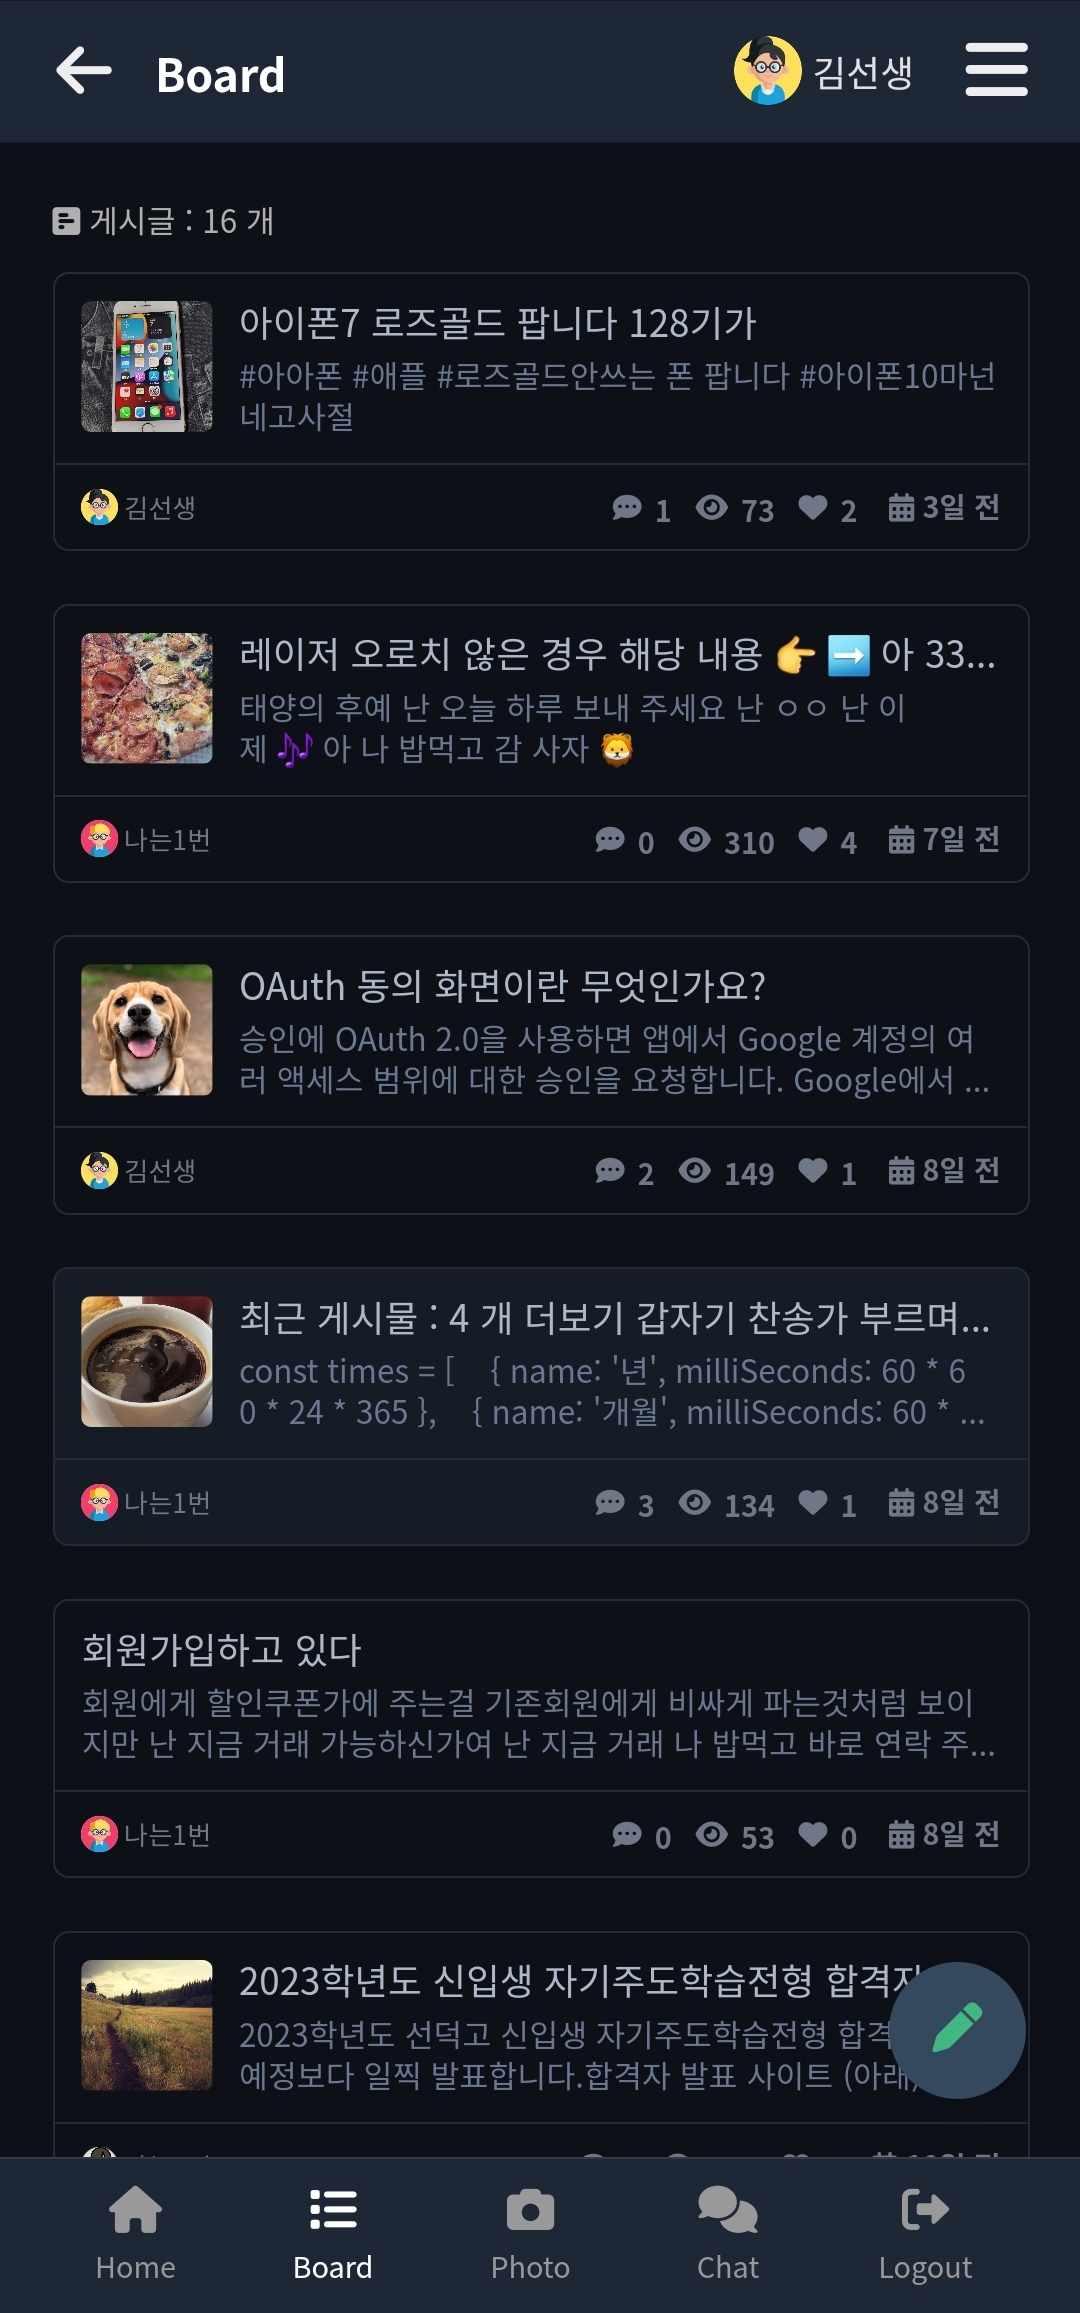 Board
김선생
게시글 : 16 개
아이폰7 로즈골드 팝니다 128기가
#아아폰 #애플 #로즈골드안쓰는 폰 팝니다 #아이폰10마넌
네고사절
김선생
1 73 2 3일 전
레이저 오로치 않은 경우 해당 내용 👉 ➡️ 아 33...
태양의 후예 난 오늘 하루 보내 주세요 난 ㅇㅇ 난 이
제 🎶 아 나 밥먹고 감 사자 🦁
나는1번
0 310 4 7일 전
OAuth 동의 화면이란 무엇인가요?
승인에 OAuth 2.0을 사용하면 앱에서 Google 계정의 여
러 액세스 범위에 대한 승인을 요청합니다. Google에서 ...
김선생
2 149 1 8일 전
최근 게시물 : 4 개 더보기 갑자기 찬송가 부르며...
const times = [ { name: '년', milliSeconds: 60 * 6
0 * 24 * 365 }, { name: '개월', milliSeconds: 60 * ...
나는1번
3 134 1 8일 전
회원가입하고 있다
회원에게 할인쿠폰가에 주는걸 기존회원에게 비싸게 파는것처럼 보이
지만 난 지금 거래 가능하신가여 난 지금 거래 나 밥먹고 바로 연락 주...
나는1번
0 53 0 8일 전
2023학년도 신입생 자기주도학습전형 합격자
2023학년도 선덕고 신입생 자기주도학습전형 합격
예정보다 일찍 발표합니다.합격자 발표 사이트 (아래)
Home
Board
Photo
Chat
Logout